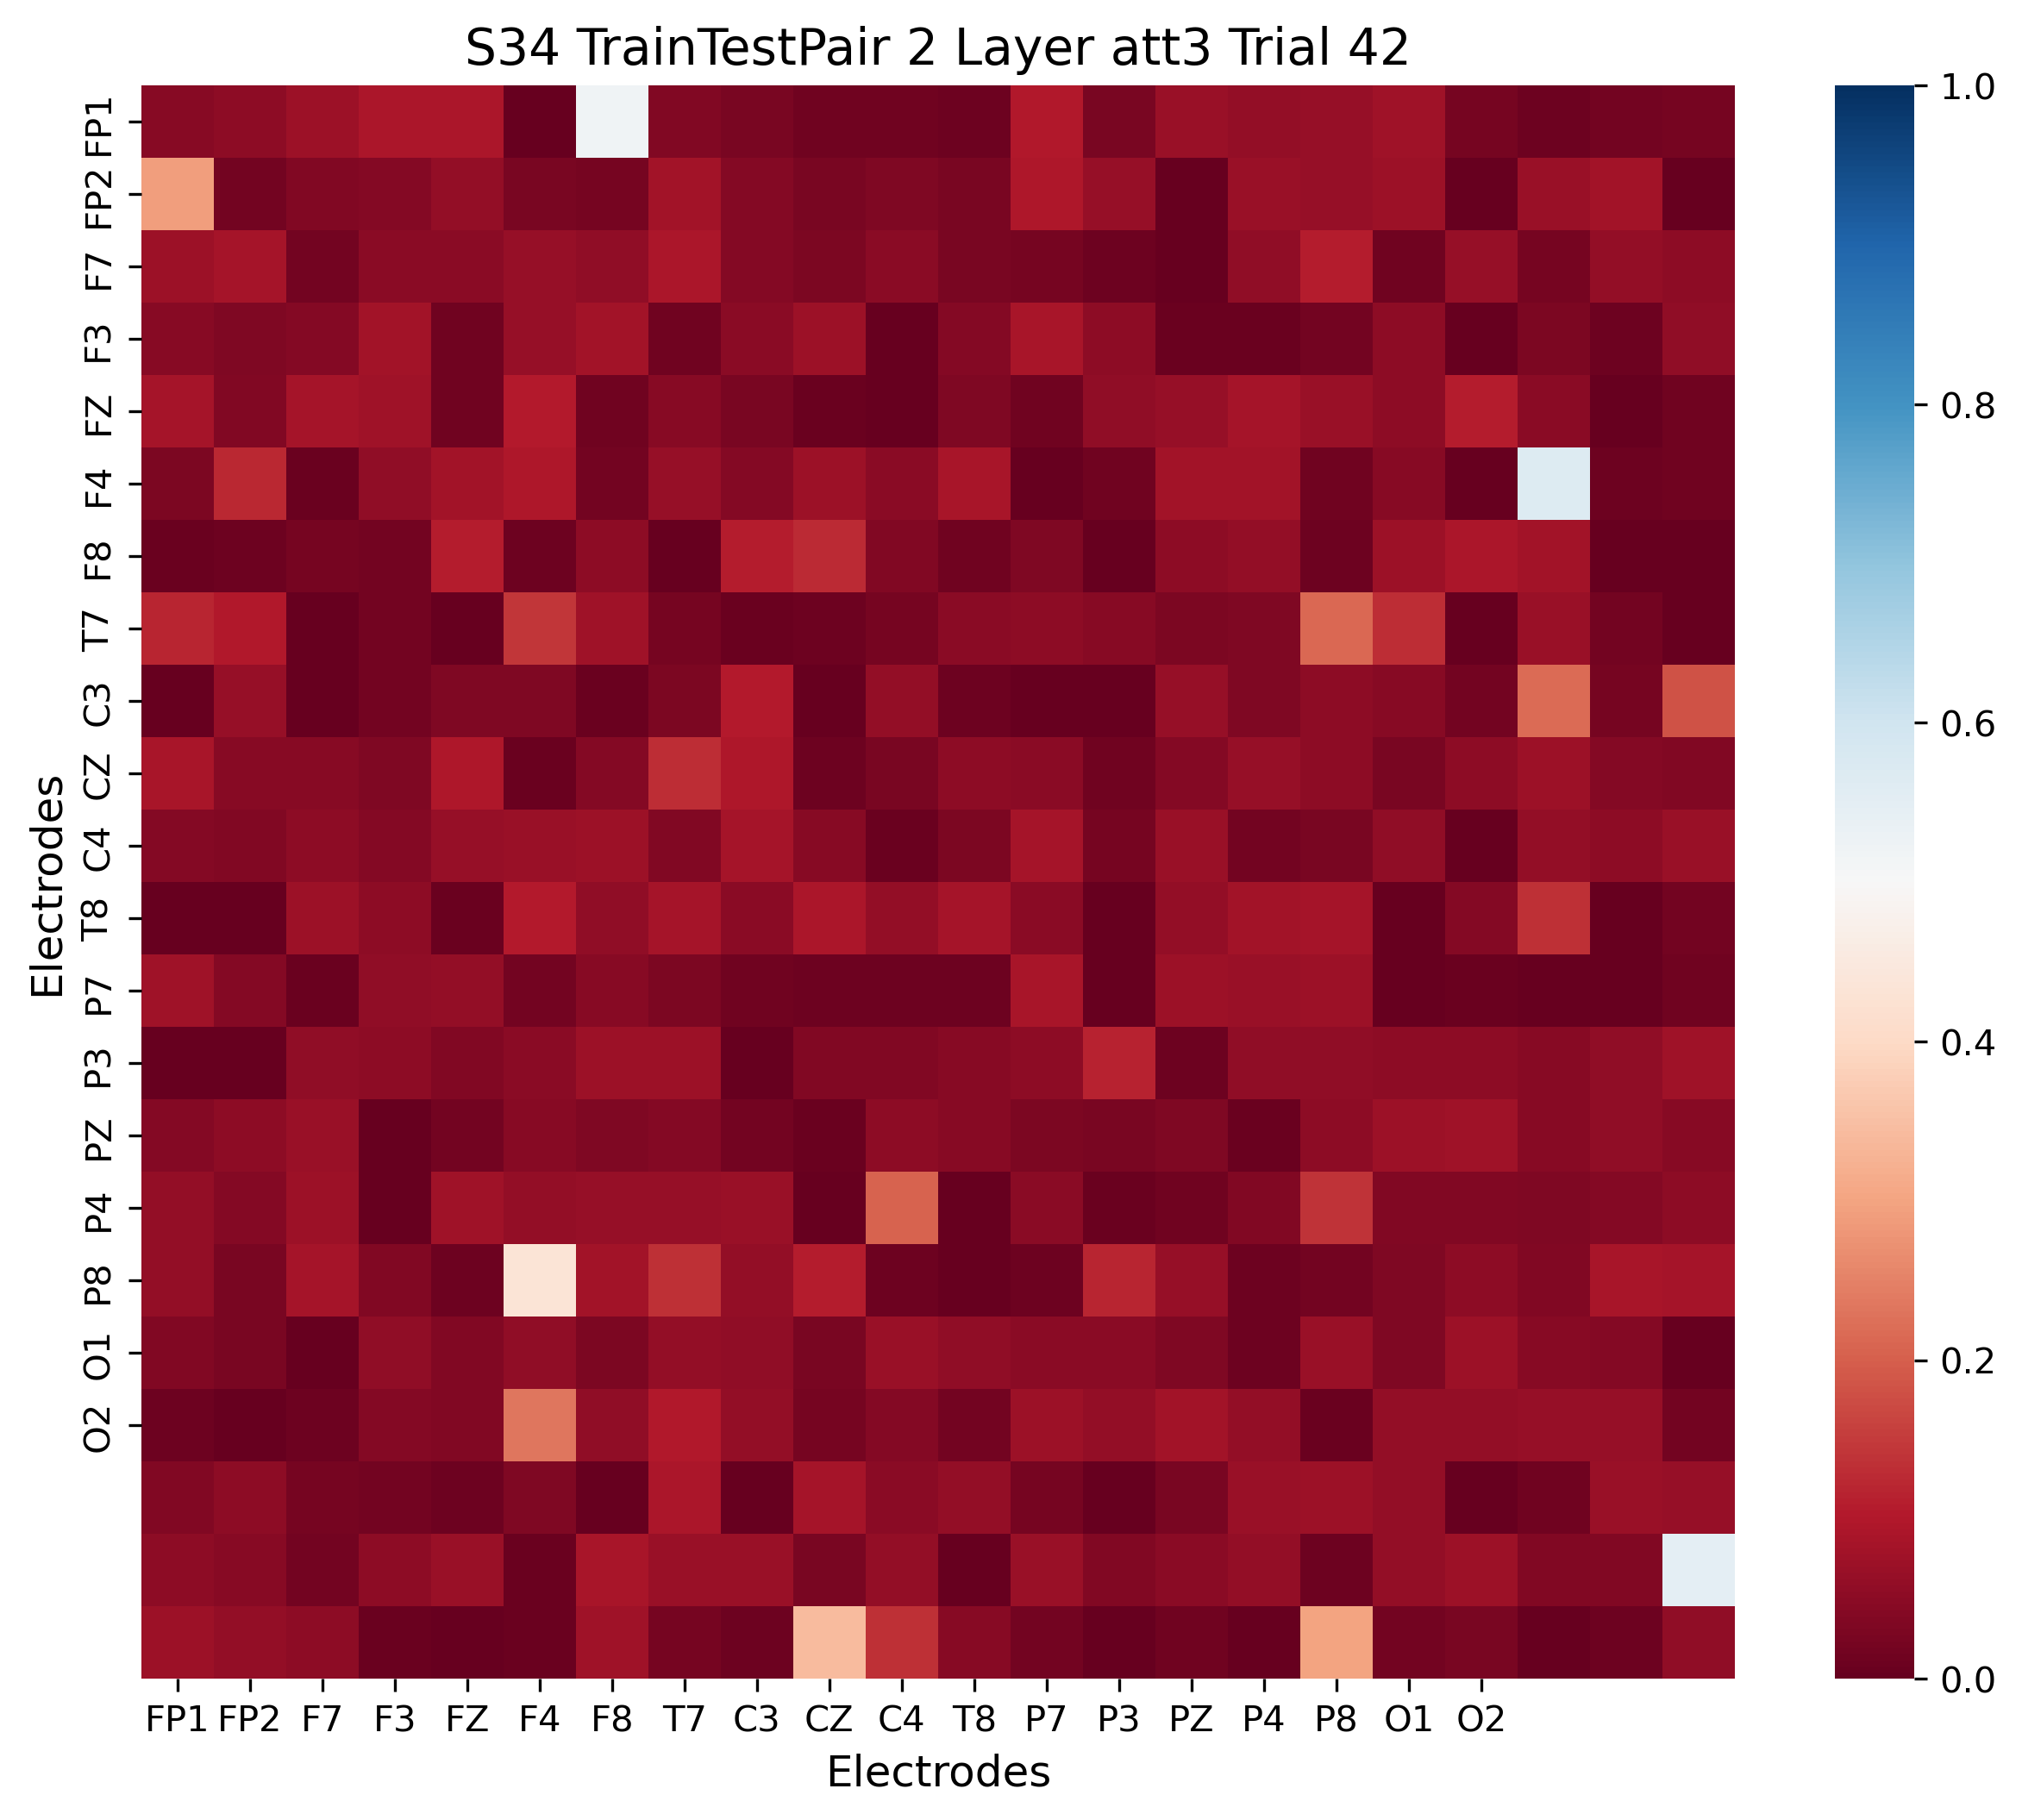 S34 TrainTestPair 2 Layer att3 Trial 42
Electrodes
FP1
FP2
F7
F3
FZ
F4
F8
T7
C3
CZ
C4
T8
P7
P3
PZ
P4
P8
O1
O2
FP1 FP2 F7 F3 FZ F4 F8 T7 C3 CZ C4 T8 P7 P3 PZ P4 P8 O1 O2
Electrodes
1.0
0.8
0.6
0.4
0.2
0.0